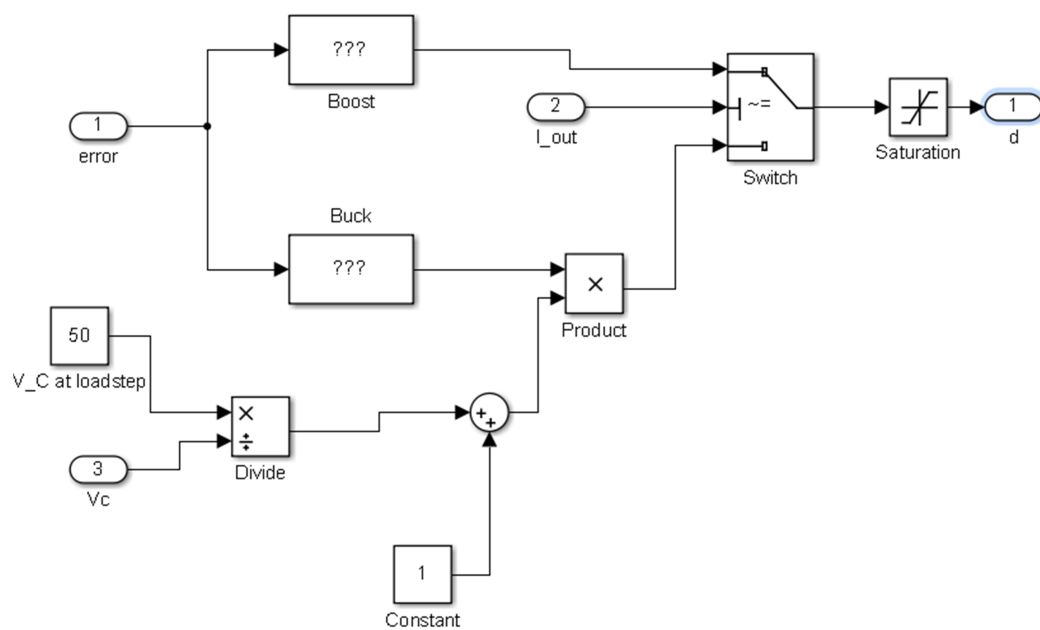 ???
Boost
1
error
2
I_out
~=
Switch
Saturation
1
d
Buck
???
×
Product
50
V_C at loadstep
×
÷
Divide
3
Vc
+
+
1
Constant